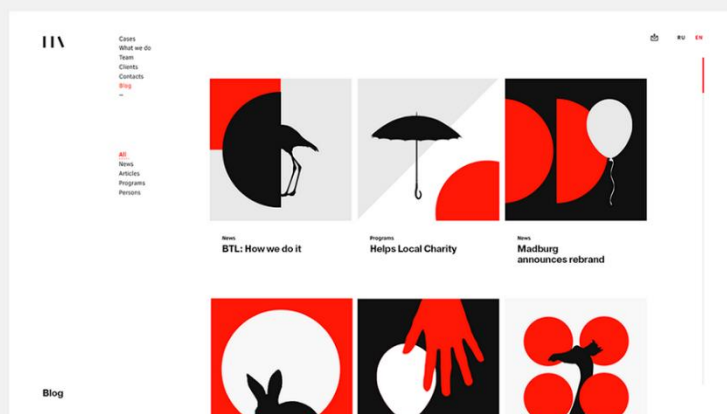 Cases
What we do
Team
Clients
Contacts
Blog
RU EN
All
News
Articles
Programs
Persons
News
BTL: How we do it
Programs
Helps Local Charity
News
Madburg
announces rebrand
Blog